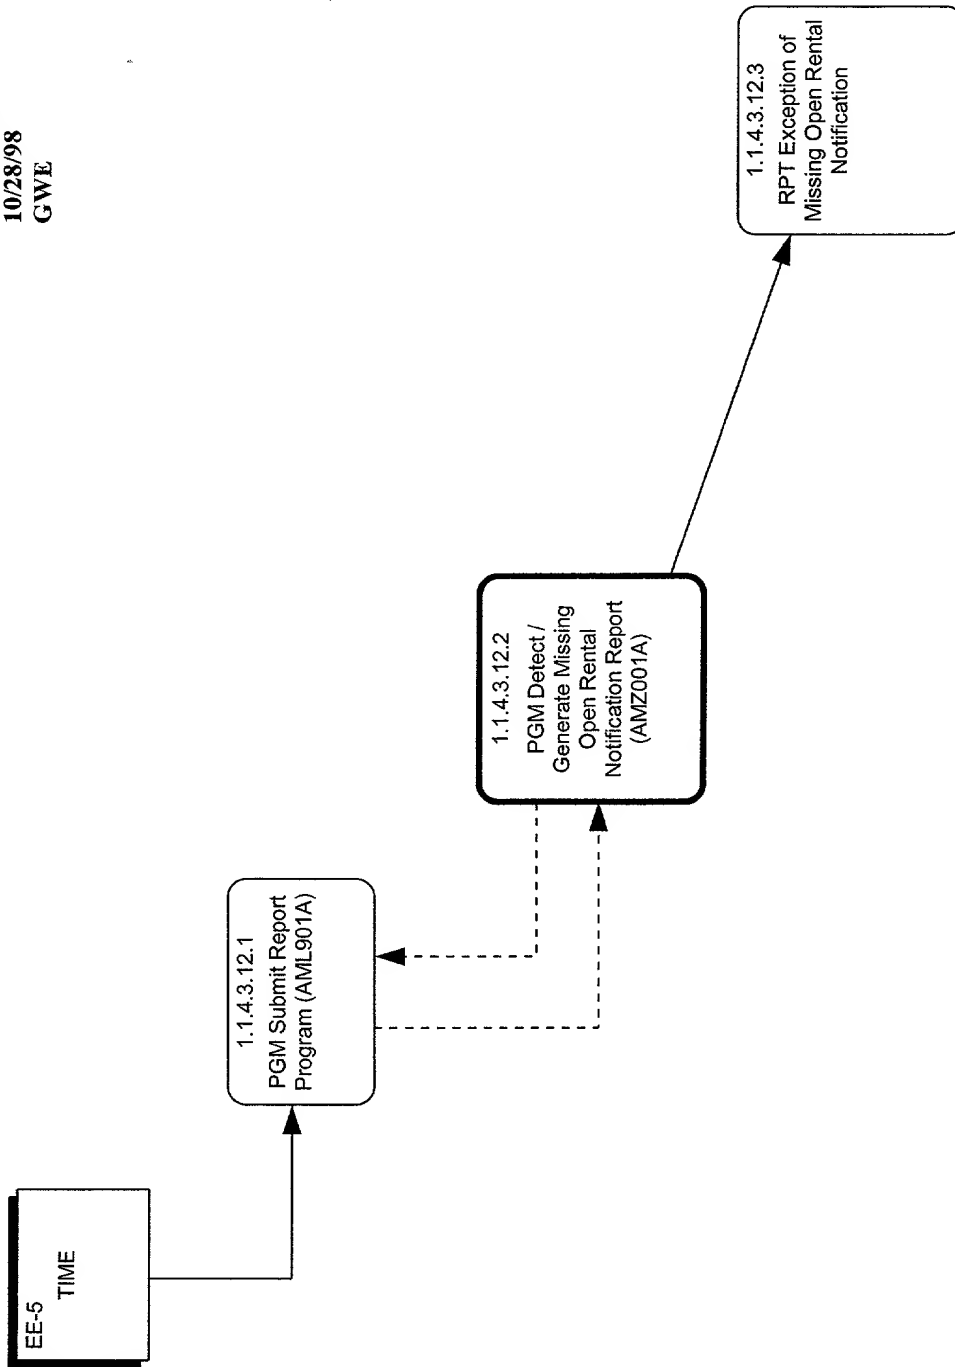 10/28/98
GWE
EE-5
TIME
1.1.4.3.12.1
PGM Submit Report
Program (AML901A)
1.1.4.3.12.2
PGM Detect /
Generate Missing
Open Rental
Notification Report
(AMZ001A)
1.1.4.3.12.3
RPT Exception of
Missing Open Rental
Notification